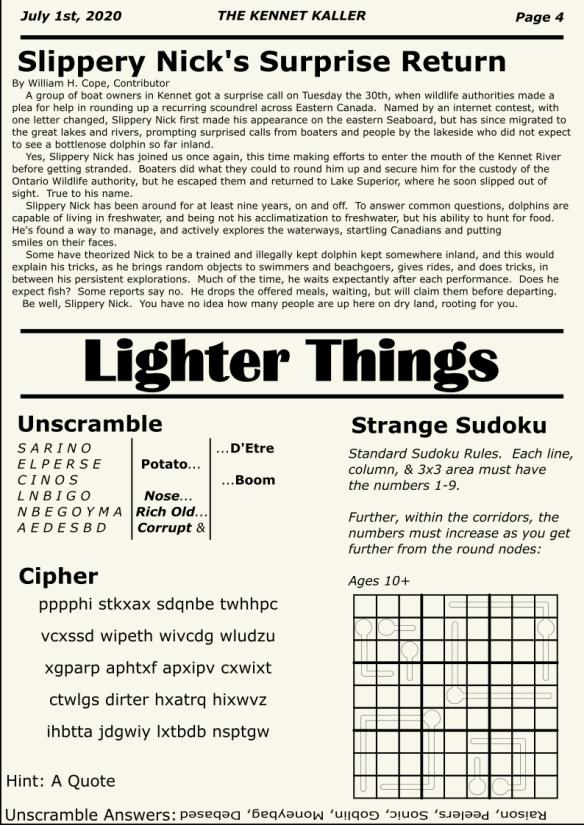 July 1st, 2020 THE KENNET KALLER Page 4
Slippery Nick's Surprise Return
By William H. Cope, Contributor
A group of boat owners in Kennet got a surprise call on Tuesday the 30th, when wildlife authorities made a
plea for help in rounding up a recurring scoundrel across Eastern Canada. Named by an internet contest, with
one letter changed, Slippery Nick first made his appearance on the eastern Seaboard, but has since migrated to
the great lakes and rivers, prompting surprised calls from boaters and people by the lakeside who did not expect
to see a bottlenose dolphin so far inland.
Yes, Slippery Nick has joined us once again, this time making efforts to enter the mouth of the Kennet River
before getting stranded. Boaters did what they could to round him up and secure him for the custody of the
Ontario Wildlife authority, but he escaped them and returned to Lake Superior, where he soon slipped out of
sight. True to his name.
Slippery Nick has been around for at least nine years, on and off. To answer common questions, dolphins are
capable of living in freshwater, and being not his acclimatization to freshwater, but his ability to hunt for food.
He's found a way to manage, and actively explores the waterways, startling Canadians and putting
smiles on their faces.
Some have theorized Nick to be a trained and illegally kept dolphin kept somewhere inland, and this would
explain his tricks, as he brings random objects to swimmers and beachgoers, gives rides, and does tricks, in
between his persistent explorations. Much of the time, he waits expectantly after each performance. Does he
expect fish? Some reports say no. He drops the offered meals, waiting, but will claim them before departing.
Be well, Slippery Nick. You have no idea how many people are up here on dry land, rooting for you.
Lighter Things
Unscramble
SARINO ...D'Etre
ELPERSE Potato...
CINOS ...Boom
LNBIGO Nose...
NBEGOYMA Rich Old...
AEDESBD Corrupt &
Cipher
pppphi stkxax sdqnbe twhhpc
vcxssd wipeth wivcdg wludzu
xgparp aphtxf apxipv cxwixt
ctwlgs dirter hxatrq hixwvz
ihbtta jdgwiy lxtbdb nsptgw
Hint: A Quote
Strange Sudoku
Standard Sudoku Rules. Each line,
column, & 3x3 area must have
the numbers 1-9.
Further, within the corridors, the
numbers must increase as you get
further from the round nodes:
Ages 10+
Unscramble Answers: Raison, Peelers, Sonic, Goblin, Moneybag, Debased